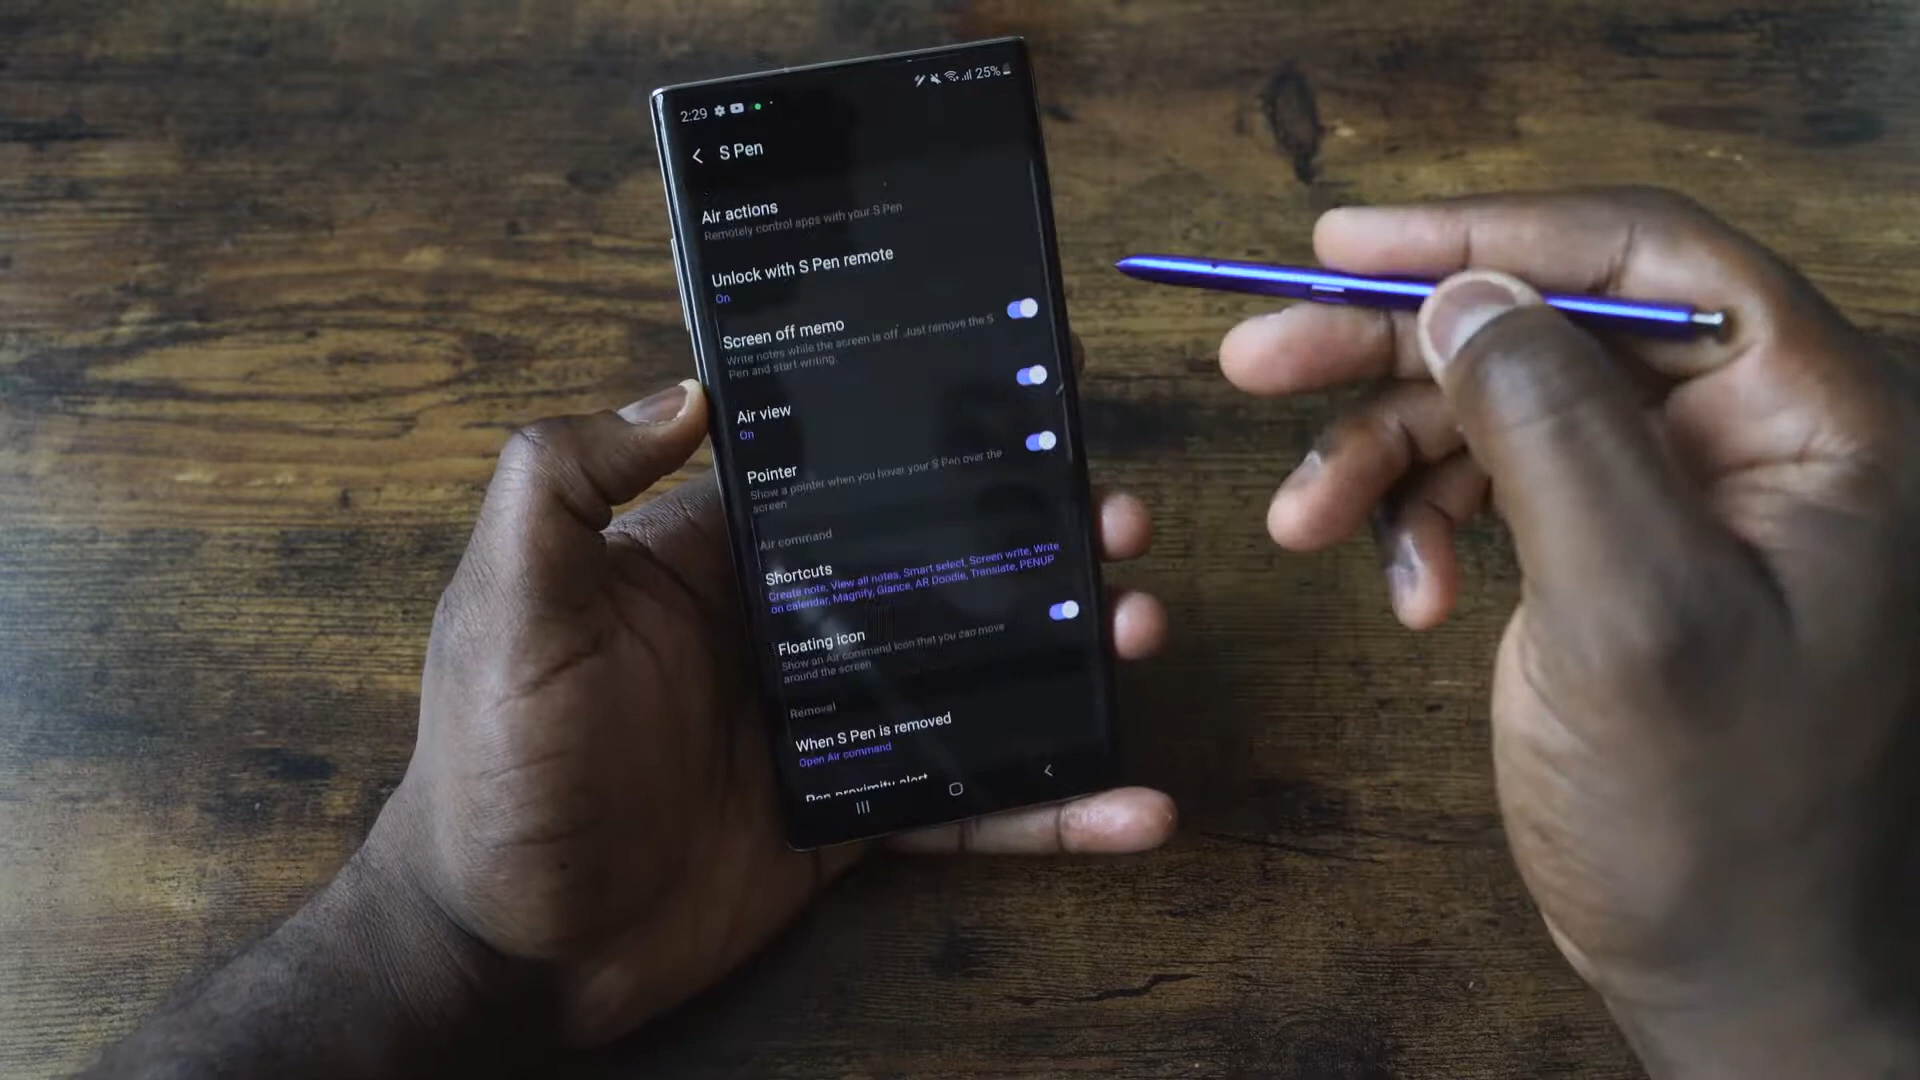 2:29
25%
S Pen
Air actions
Remotely control apps with your S Pen
Unlock with S Pen remote
On
Screen off memo
Write notes while the screen is off. Just remove the S
Pen and start writing.
Air view
On
Pointer
Show a pointer when you hover your S Pen over the
screen
Air command
Shortcuts
Create note, View all notes, Smart select, Screen write, Write
on calendar, Magnify, Glance, AR Doodle, Translate, PENUP
Floating icon
Show an Air command icon that you can move
around the screen
Removal
When S Pen is removed
Open Air command
Pen proximity alert